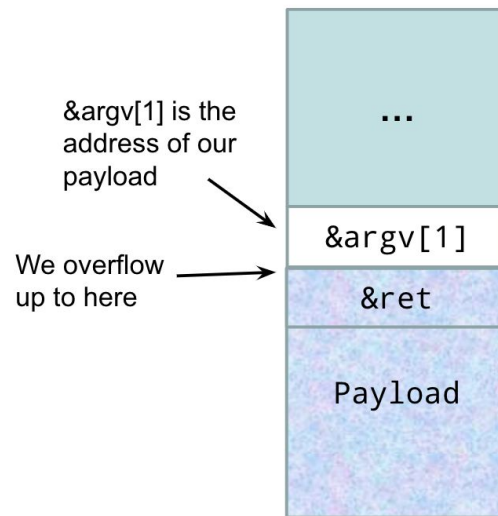 ...
&argv[1] is the
address of our
payload
&argv[1]
We overflow
up to here
&ret
Payload